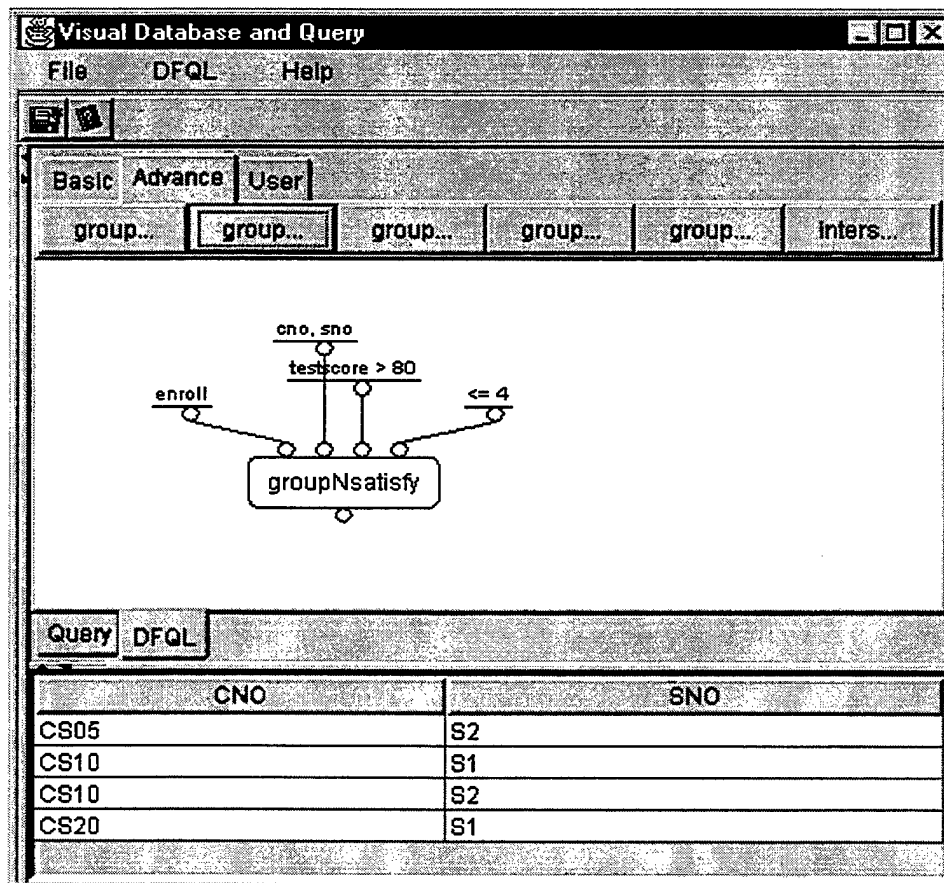 Visual Database and Query
File DFQL Help
Basic Advance User
group... group... group... group... group... inters...
cno, sno
testscore > 80
enroll <= 4
groupNsatisfy
Query DFQL
CNO SNO
CS05 S2
CS10 S1
CS10 S2
CS20 S1